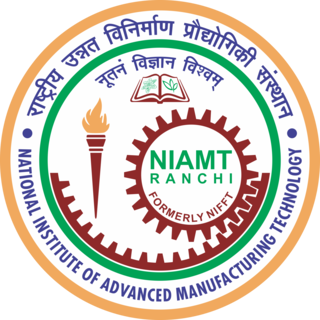 राष्ट्रीय उन्नत विनिर्माण प्रौद्योगिकी संस्थान
नूतनं विज्ञान विश्वम्
NIAMT
RANCHI
FORMERLY NIFFT
NATIONAL INSTITUTE OF ADVANCED MANUFACTURING TECHNOLOGY